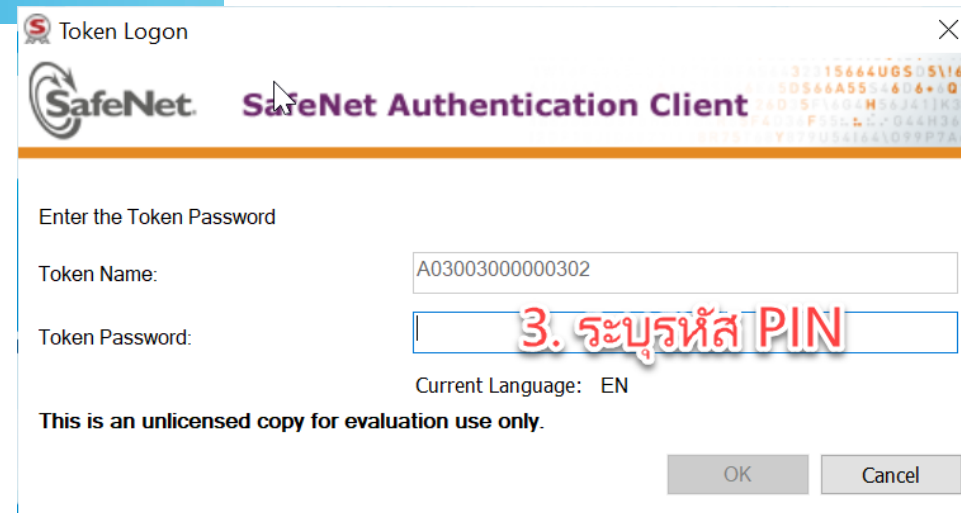 Token Logon
SafeNet. SafeNet Authentication Client
Enter the Token Password
Token Name: A03003000000302
Token Password: 3. ระบุรหัส PIN
Current Language: EN
This is an unlicensed copy for evaluation use only.
OK Cancel